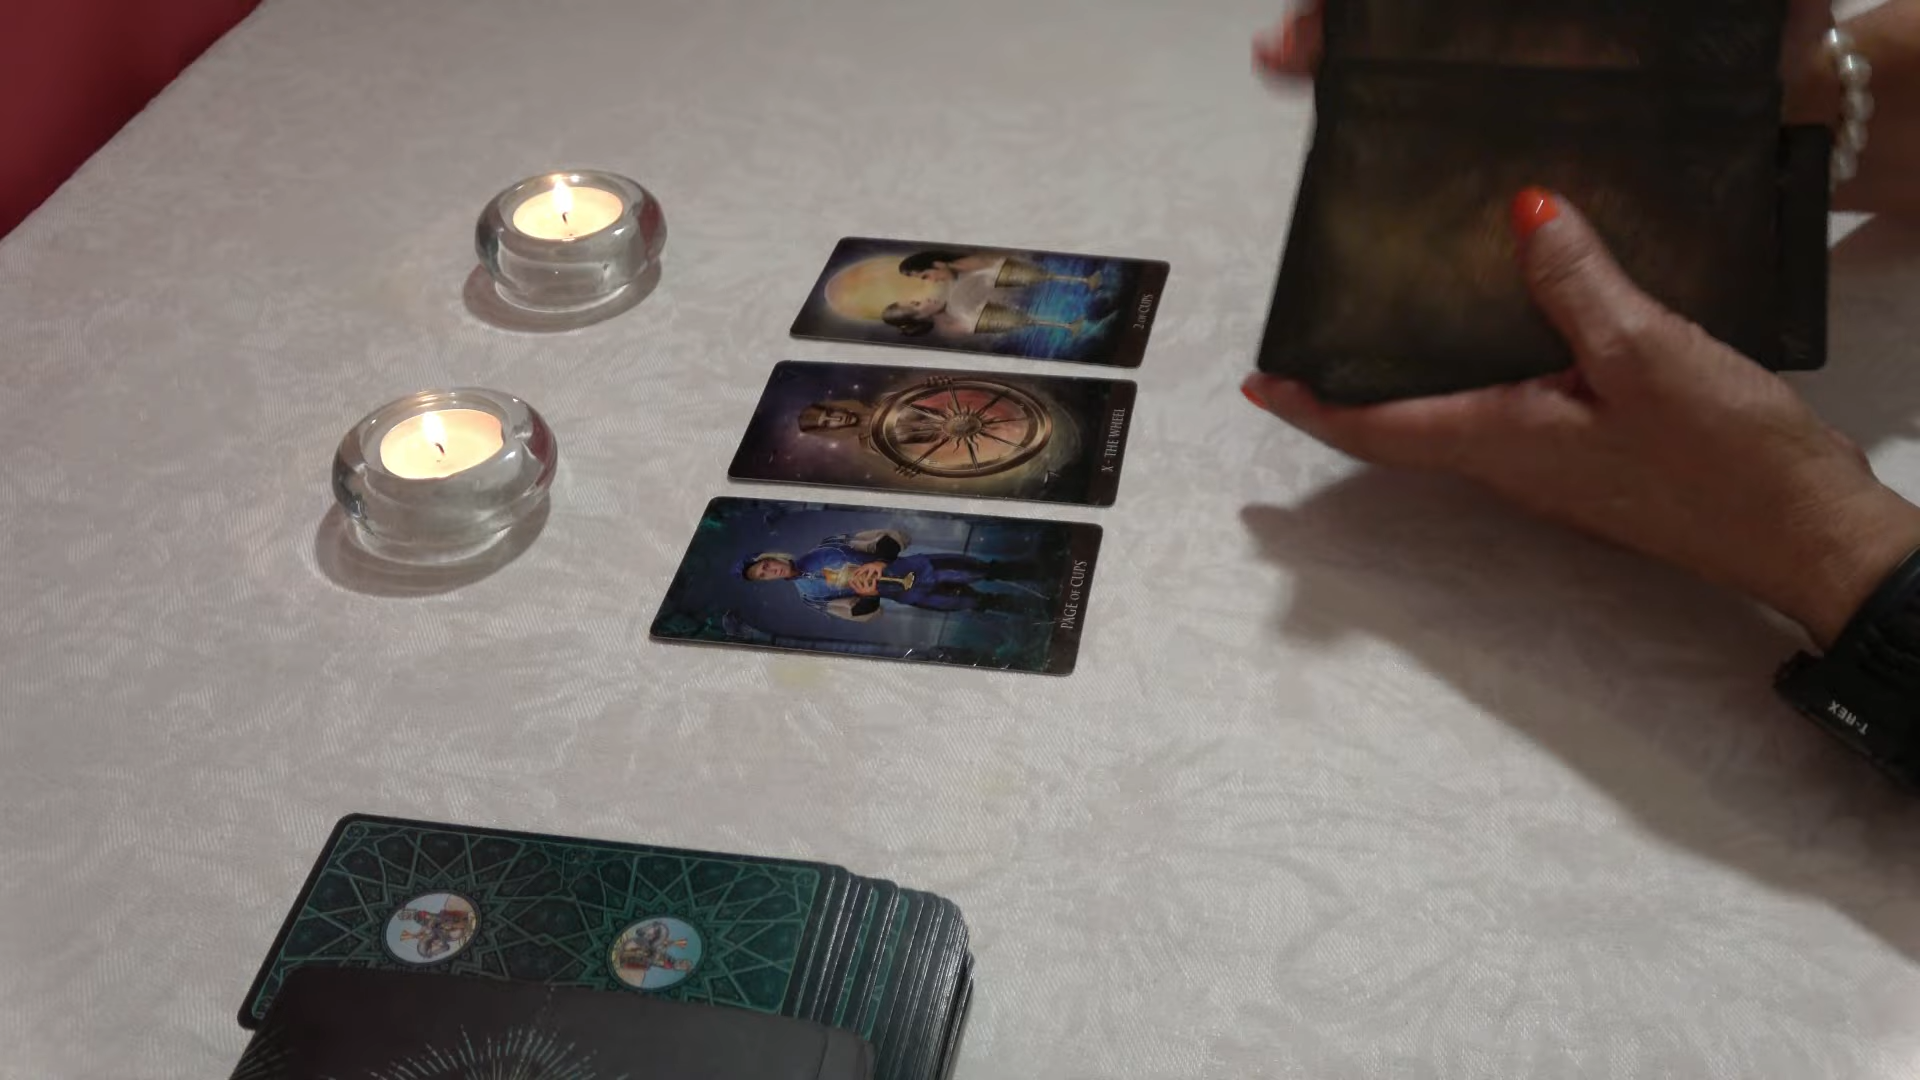 2 OF CUPS
X - THE WHEEL
PAGE OF CUPS
T-REX